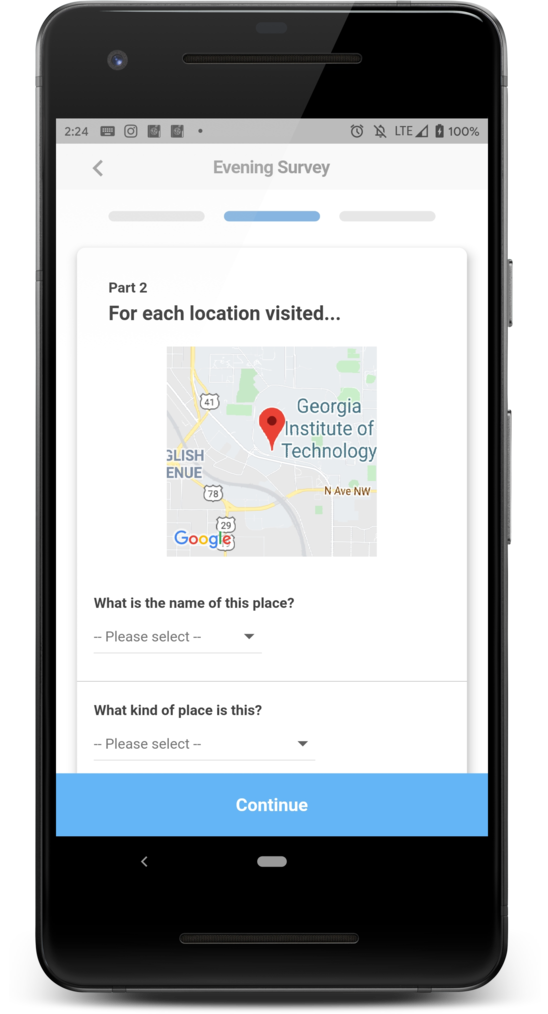 2:24
LTE
100%
Evening Survey
Part 2
For each location visited...
41
Georgia
Institute of
Technology
GLISH
ENUE
78
N Ave NW
29
Google
What is the name of this place?
-- Please select --
What kind of place is this?
-- Please select --
Continue